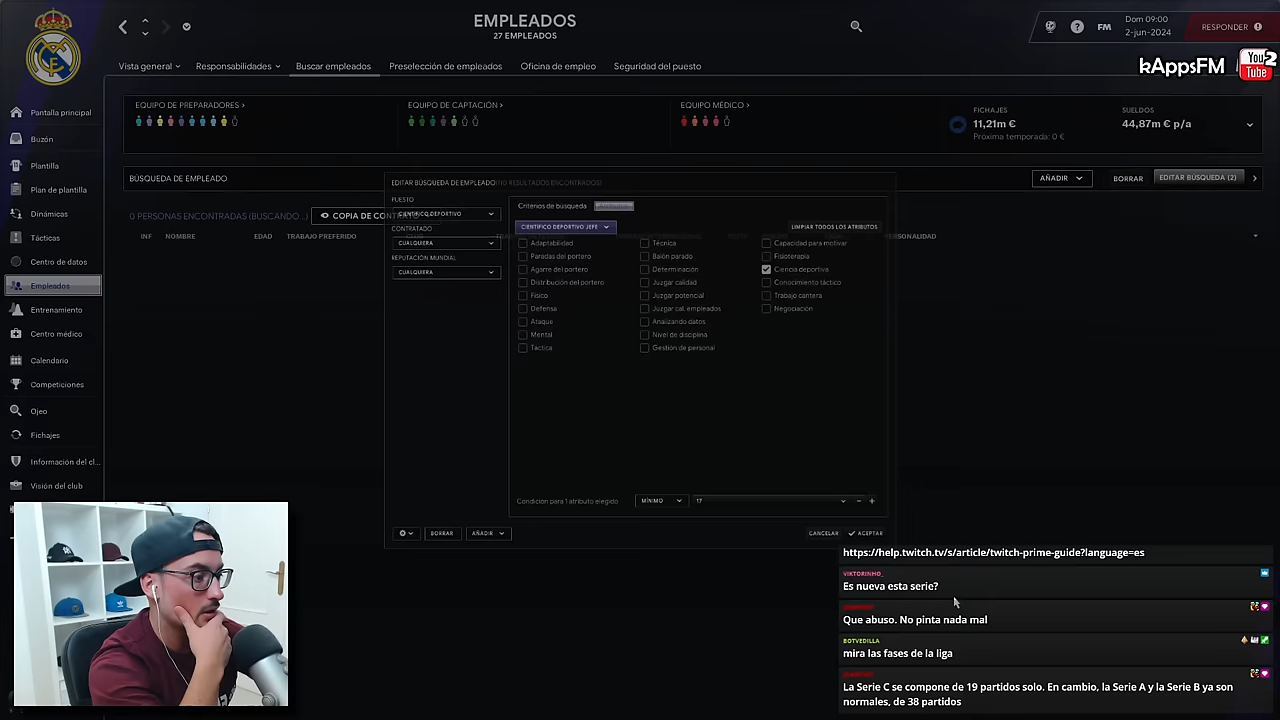 EMPLEADOS
27 EMPLEADOS
FM
Dom 09:00
2-jun-2024
RESPONDER
kAppsFM
You
Tube
Vista general
Responsabilidades
Buscar empleados
Preselección de empleados
Oficina de empleo
Seguridad del puesto
Pantalla principal
Buzón
Plantilla
Plan de plantilla
Dinámicas
Tácticas
Centro de datos
Empleados
Entrenamiento
Centro médico
Calendario
Competiciones
Ojeo
Fichajes
Información del cl...
Visión del club
EQUIPO DE PREPARADORES >
EQUIPO DE CAPTACIÓN >
EQUIPO MÉDICO >
FICHAJES
11,21m €
Próxima temporada: 0 €
SUELDOS
44,87m € p/a
BÚSQUEDA DE EMPLEADO
AÑADIR
BORRAR
EDITAR BÚSQUEDA (2)
0 PERSONAS ENCONTRADAS (BUSCANDO...)
COPIA DE CONTRATO
INF
NOMBRE
EDAD
TRABAJO PREFERIDO
EDITAR BÚSQUEDA DE EMPLEADO (110 RESULTADOS ENCONTRADOS)
PUESTO
CIENTÍFICO DEPORTIVO
CONTRATADO
CUALQUIERA
REPUTACIÓN MUNDIAL
CUALQUIERA
Criterios de búsqueda
CIENTÍFICO DEPORTIVO JEFE
LIMPIAR TODOS LOS ATRIBUTOS
Adaptabilidad
Paradas del portero
Agarre del portero
Distribución del portero
Físico
Defensa
Ataque
Mental
Táctica
Técnica
Balón parado
Determinación
Juzgar calidad
Juzgar potencial
Juzgar cal. empleados
Analizando datos
Nivel de disciplina
Gestión de personal
Capacidad para motivar
Fisioterapia
Ciencia deportiva
Conocimiento táctico
Trabajo cantera
Negociación
Condición para 1 atributo elegido
MÍNIMO
17
BORRAR
AÑADIR
CANCELAR
ACEPTAR
https://help.twitch.tv/s/article/twitch-prime-guide?language=es
VIKTORINHO_
Es nueva esta serie?
Que abuso. No pinta nada mal
BOTVEDILLA
mira las fases de la liga
La Serie C se compone de 19 partidos solo. En cambio, la Serie A y la Serie B ya son
normales, de 38 partidos